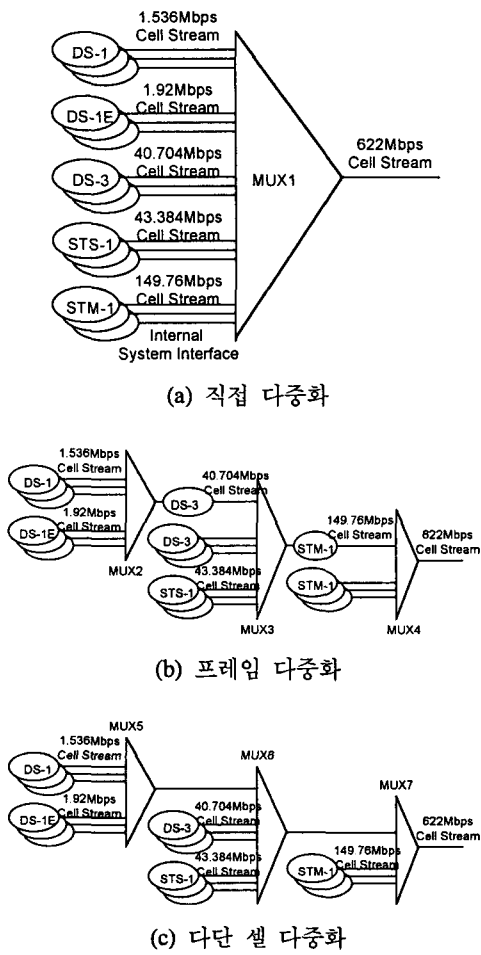 1.536Mbps
Cell Stream
DS-1
1.92Mbps
Cell Stream
DS-1E
40.704Mbps
Cell Stream
DS-3
43.384Mbps
Cell Stream
STS-1
149.76Mbps
Cell Stream
STM-1
Internal
System Interface
MUX1
622Mbps
Cell Stream
(a) 직접 다중화
1.536Mbps
Cell Stream
DS-1
1.92Mbps
Cell Stream
DS-1E
MUX2
40.704Mbps
Cell Stream
DS-3
DS-3
43.384Mbps
Cell Stream
STS-1
MUX3
149.76Mbps
Cell Stream
STM-1
STM-1
MUX4
622Mbps
Cell Stream
(b) 프레임 다중화
MUX5
1.536Mbps
Cell Stream
DS-1
1.92Mbps
Cell Stream
DS-1E
MUX6
40.704Mbps
Cell Stream
DS-3
43.384Mbps
Cell Stream
STS-1
MUX7
149.76Mbps
Cell Stream
STM-1
622Mbps
Cell Stream
(c) 다단 셀 다중화